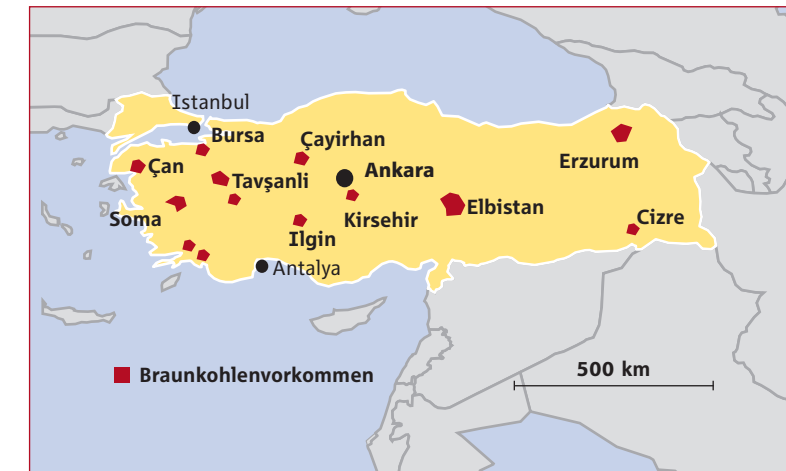 Istanbul
Bursa
Çayirhan
Çan
Tavşanli
Ankara
Erzurum
Soma
Kirsehir
Elbistan
Cizre
Ilgin
Antalya
Braunkohlenvorkommen
500 km